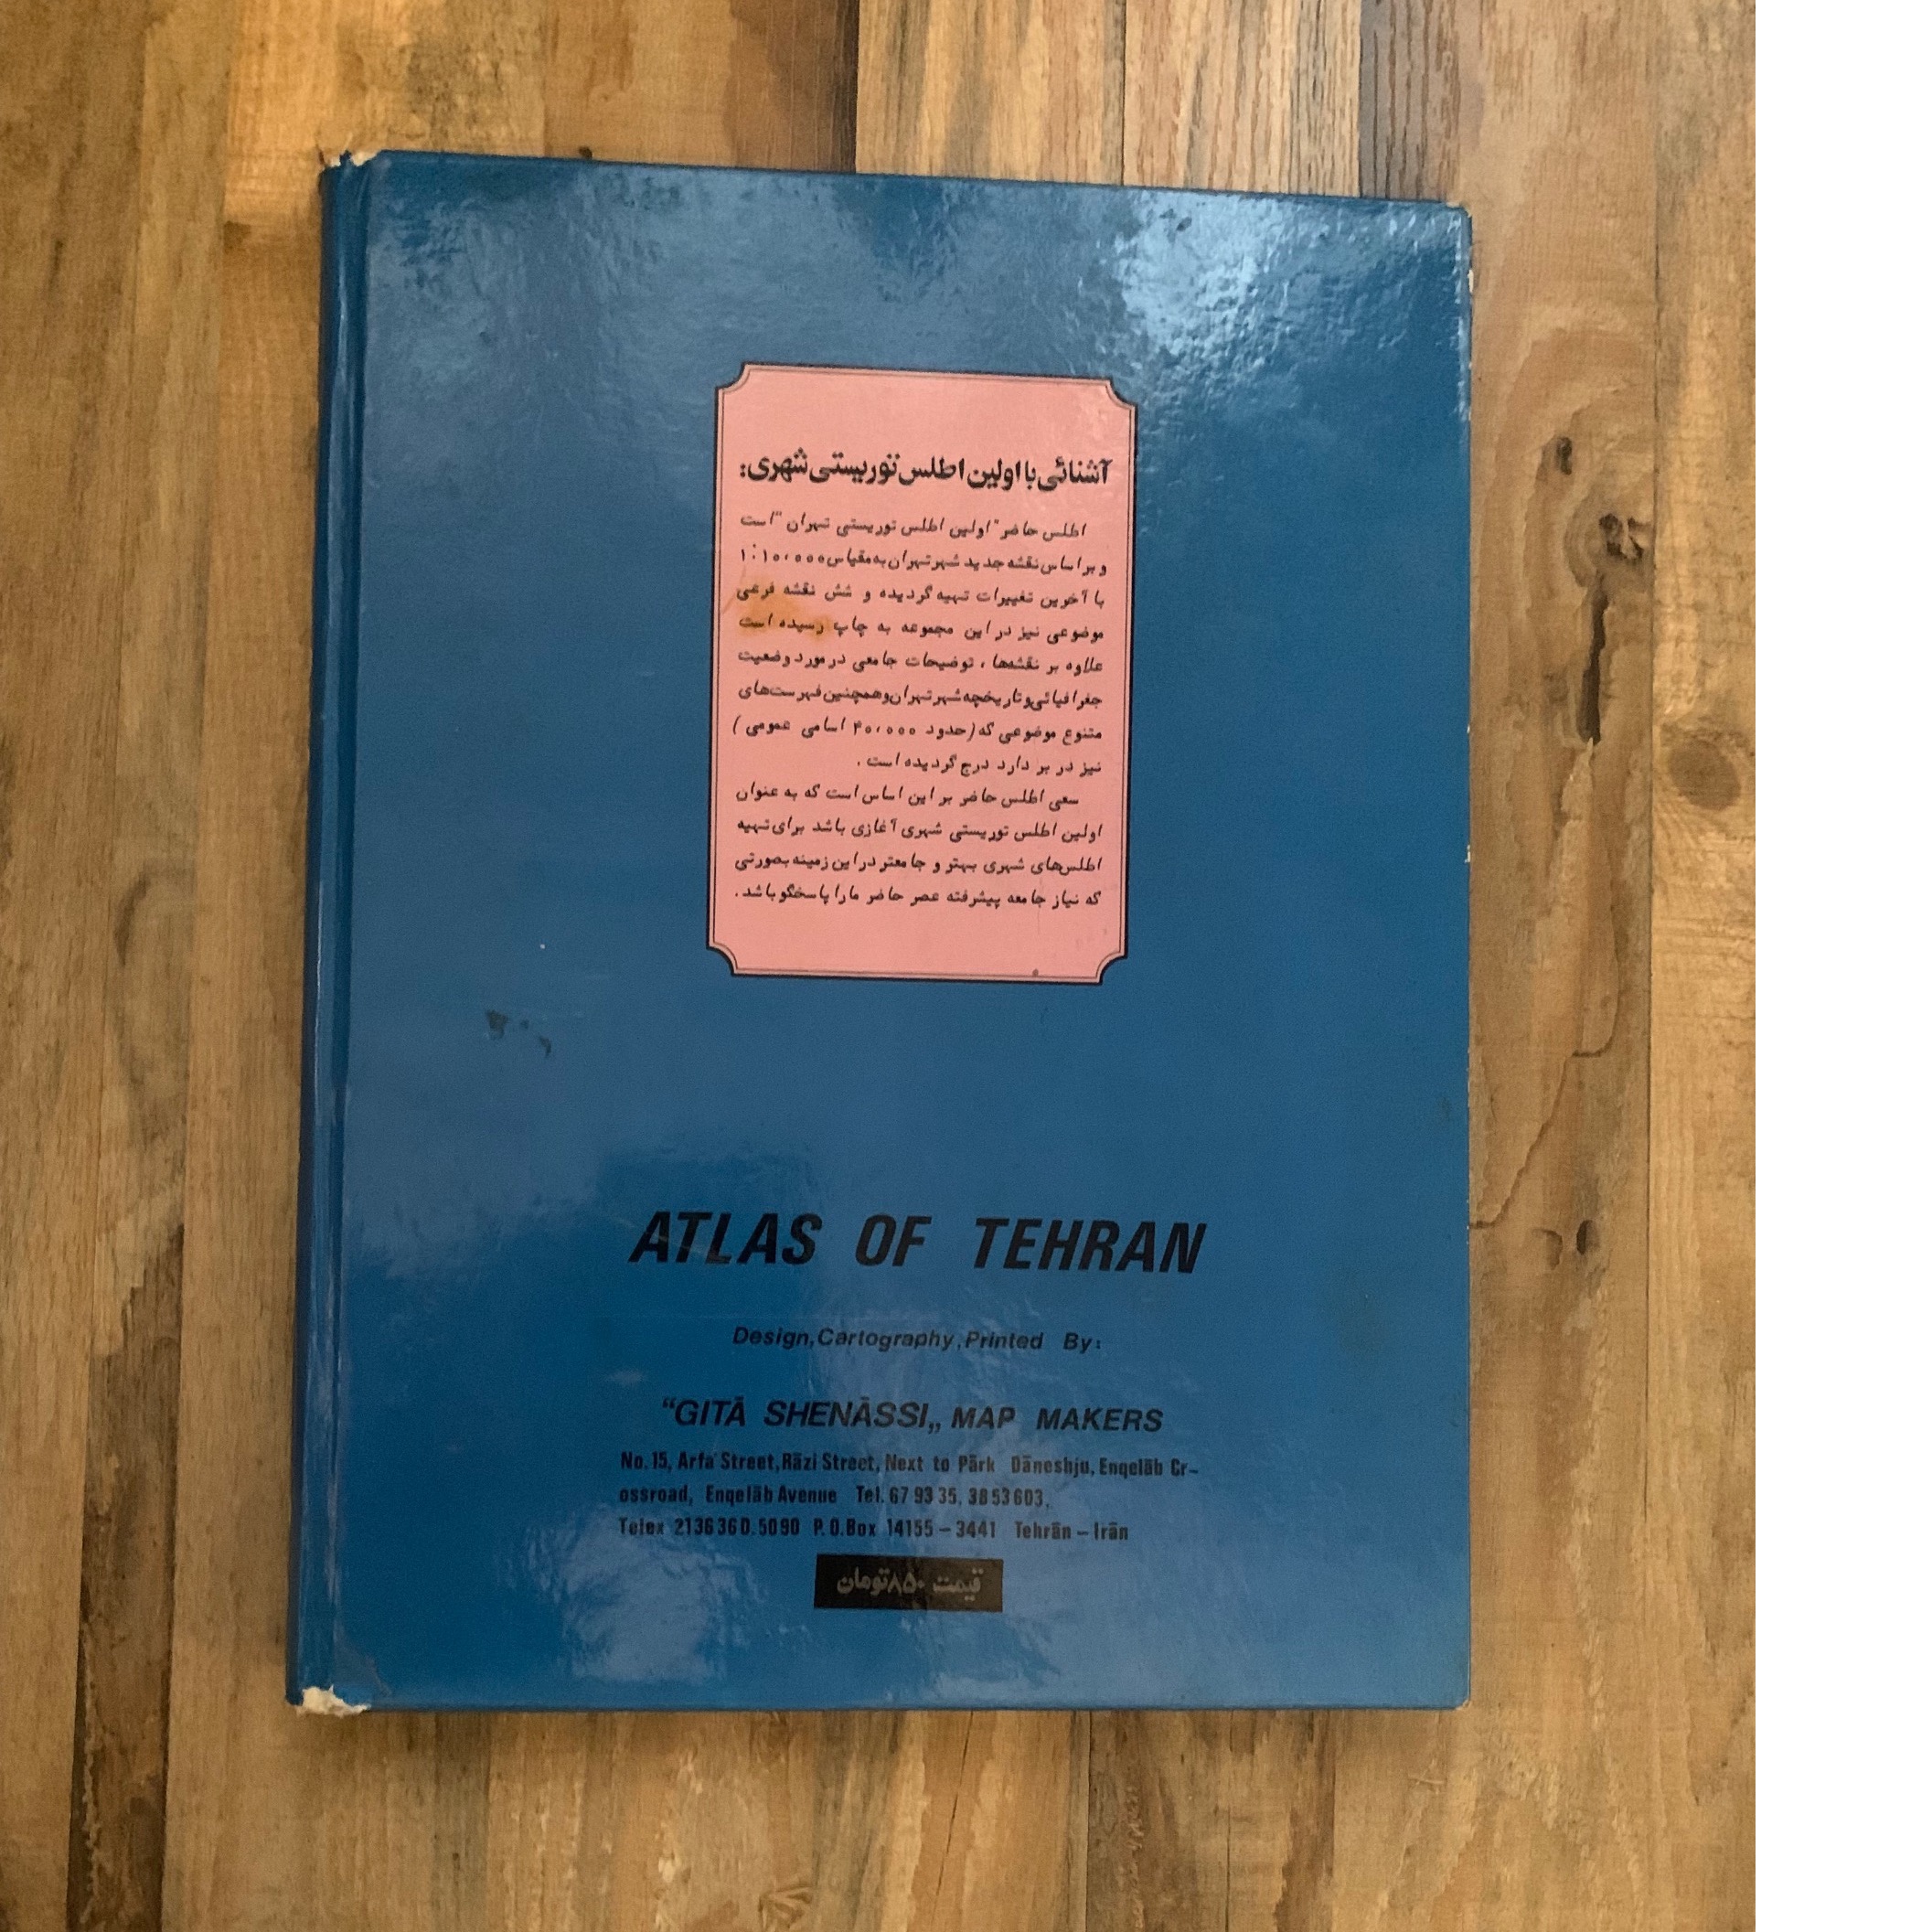 آشنائی با اولین اطلس توریستی شهری:
اطلس حاضر "اولین اطلس توریستی تهران" است
و بر اساس نقشه جدید شهر تهران به مقیاس ۱:۱۰،۰۰۰
با آخرین تغییرات تهیه گردیده و شش نقشه فرعی
موضوعی نیز در این مجموعه به چاپ رسیده است
علاوه بر نقشه‌ها ، توضیحات جامعی در مورد وضعیت
جغرافیائی و تاریخچه شهر تهران و همچنین فهرست‌های
متنوع موضوعی که (حدود ۴۰،۰۰۰ اسامی عمومی )
نیز در بر دارد درج گردیده است .
سعی اطلس حاضر بر این اساس است که به عنوان
اولین اطلس توریستی شهری آغازی باشد برای تهیه
اطلس‌های شهری بهتر و جامعتر در این زمینه بصورتی
که نیاز جامعه پیشرفته عصر حاضر ما را پاسخگو باشد .
ATLAS OF TEHRAN
Design, Cartography, Printed By:
“GITĀ SHENĀSSI„ MAP MAKERS
No. 15, Arfa' Street, Rāzi Street, Next to Pārk Dāneshju, Enqelāb Cr-
ossroad, Enqelāb Avenue Tel. 67 93 35, 38 53 603,
Telex 213636 D. 5090 P. O. Box 14155 – 3441 Tehrān – Irān
قیمت ۸۵۰ تومان